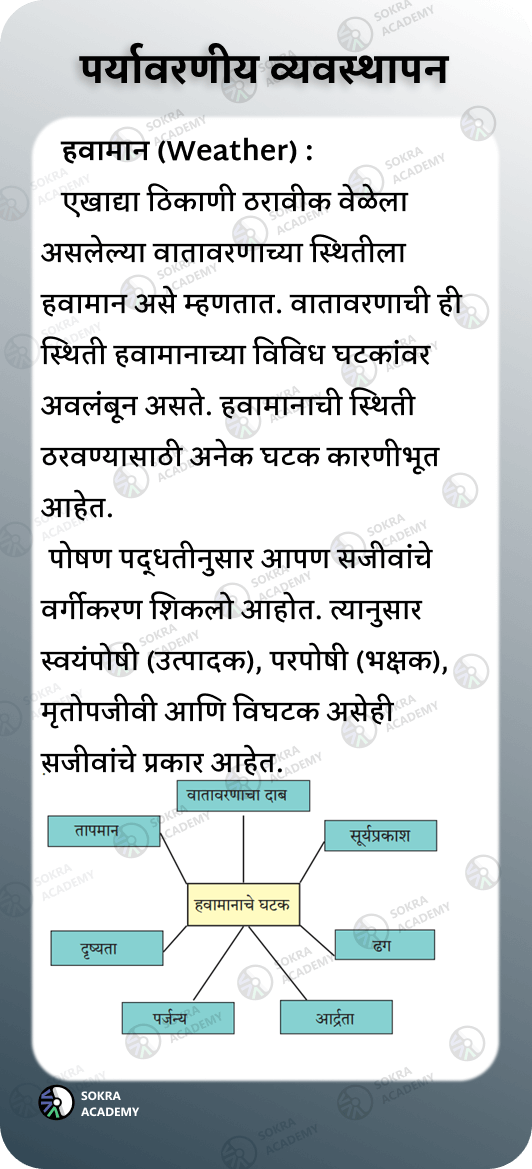 पर्यावरणीय व्यवस्थापन
हवामान (Weather) :
एखाद्या ठिकाणी ठरावीक वेळेला
असलेल्या वातावरणाच्या स्थितीला
हवामान असे म्हणतात. वातावरणाची ही
स्थिती हवामानाच्या विविध घटकांवर
अवलंबून असते. हवामानाची स्थिती
ठरवण्यासाठी अनेक घटक कारणीभूत
आहेत.
पोषण पद्धतीनुसार आपण सजीवांचे
वर्गीकरण शिकलो आहोत. त्यानुसार
स्वयंपोषी (उत्पादक), परपोषी (भक्षक),
मृतोपजीवी आणि विघटक असेही
सजीवांचे प्रकार आहेत.
वातावरणाचा दाब
तापमान
सूर्यप्रकाश
हवामानाचे घटक
दृष्यता
ढग
पर्जन्य
आर्द्रता
SOKRA
ACADEMY